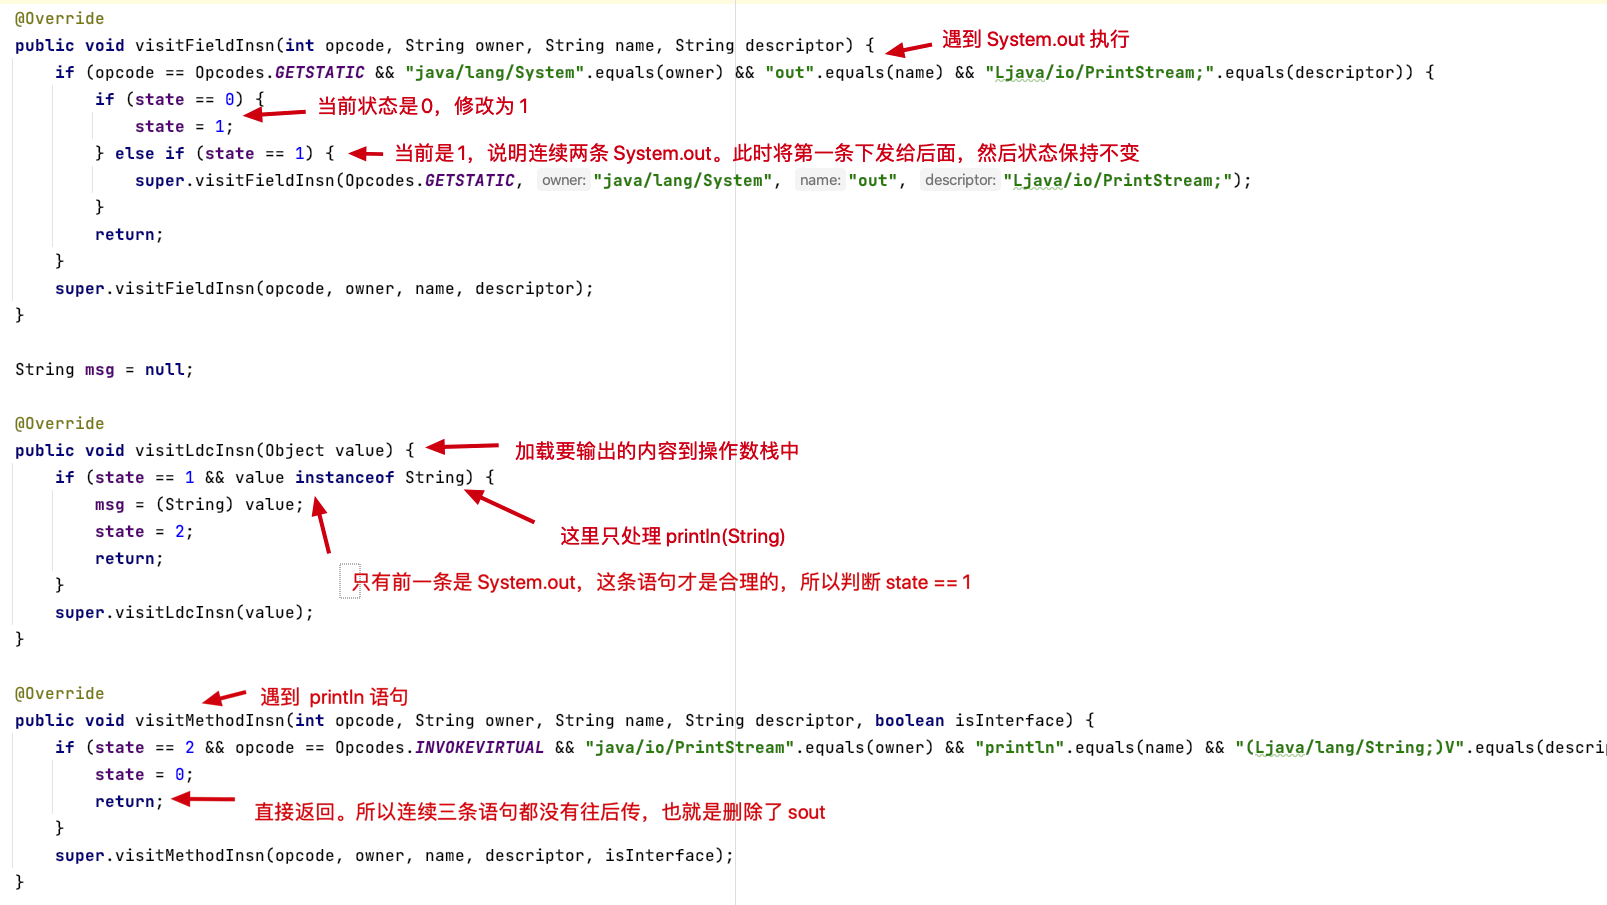 @Override
public void visitFieldInsn(int opcode, String owner, String name, String descriptor) { 遇到 System.out 执行
if (opcode == Opcodes.GETSTATIC && "java/lang/System".equals(owner) && "out".equals(name) && "Ljava/io/PrintStream;".equals(descriptor)) {
if (state == 0) { 当前状态是0，修改为 1
state = 1;
} else if (state == 1) { 当前是1，说明连续两条 System.out。此时将第一条下发给后面，然后状态保持不变
super.visitFieldInsn(Opcodes.GETSTATIC, owner: "java/lang/System", name: "out", descriptor: "Ljava/io/PrintStream;");
}
return;
}
super.visitFieldInsn(opcode, owner, name, descriptor);
}
String msg = null;
@Override
public void visitLdcInsn(Object value) { 加载要输出的内容到操作数栈中
if (state == 1 && value instanceof String) {
msg = (String) value;
state = 2; 这里只处理 println(String)
return;
} 只有前一条是 System.out，这条语句才是合理的，所以判断 state == 1
super.visitLdcInsn(value);
}
@Override 遇到 println 语句
public void visitMethodInsn(int opcode, String owner, String name, String descriptor, boolean isInterface) {
if (state == 2 && opcode == Opcodes.INVOKEVIRTUAL && "java/io/PrintStream".equals(owner) && "println".equals(name) && "(Ljava/lang/String;)V".equals(descri
state = 0;
return; 直接返回。所以连续三条语句都没有往后传，也就是删除了 sout
}
super.visitMethodInsn(opcode, owner, name, descriptor, isInterface);
}